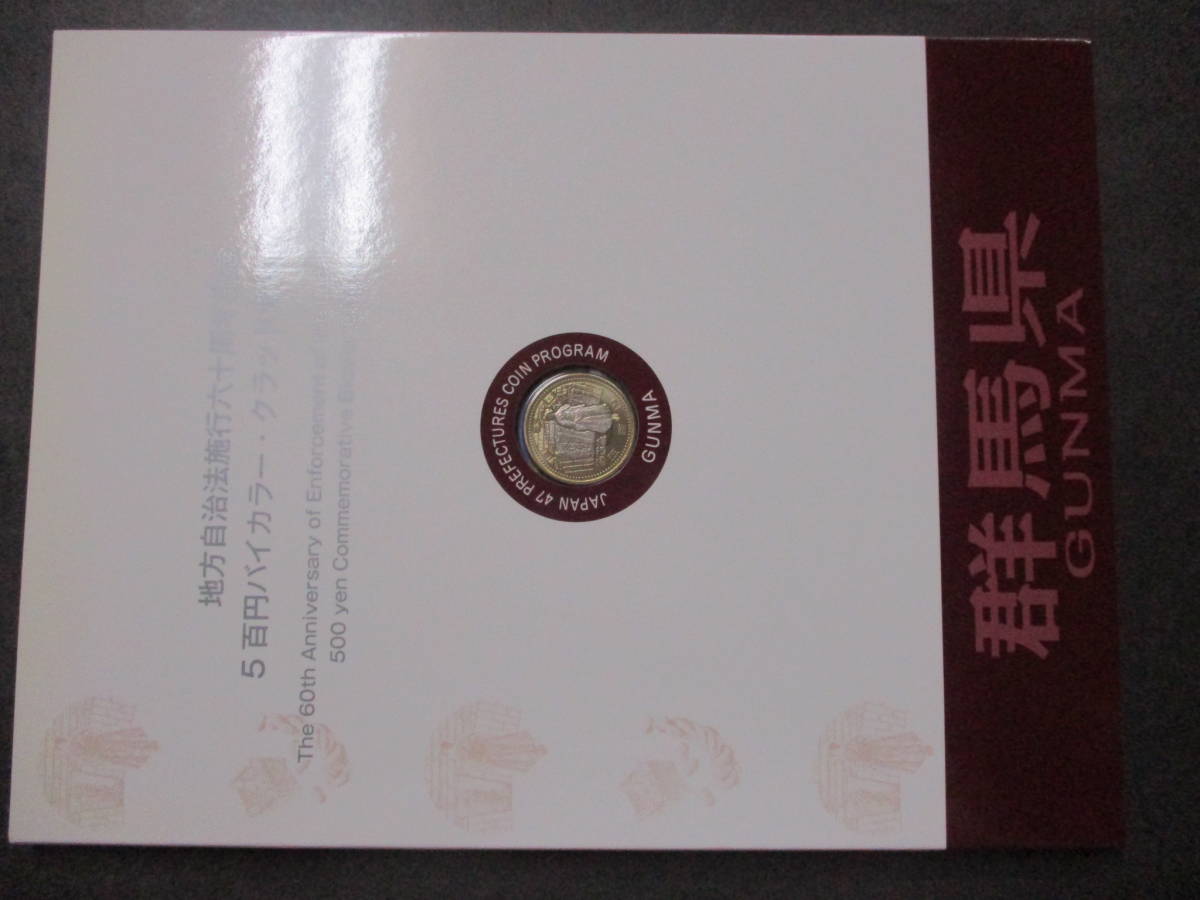 地方自治法施行六十周年
5百円バイカラー・クラッド
The 60th Anniversary of Enforcement
500 yen Commemorative
JAPAN 47 PREFECTURES COIN PROGRAM
GUNMA
群馬県
GUNMA